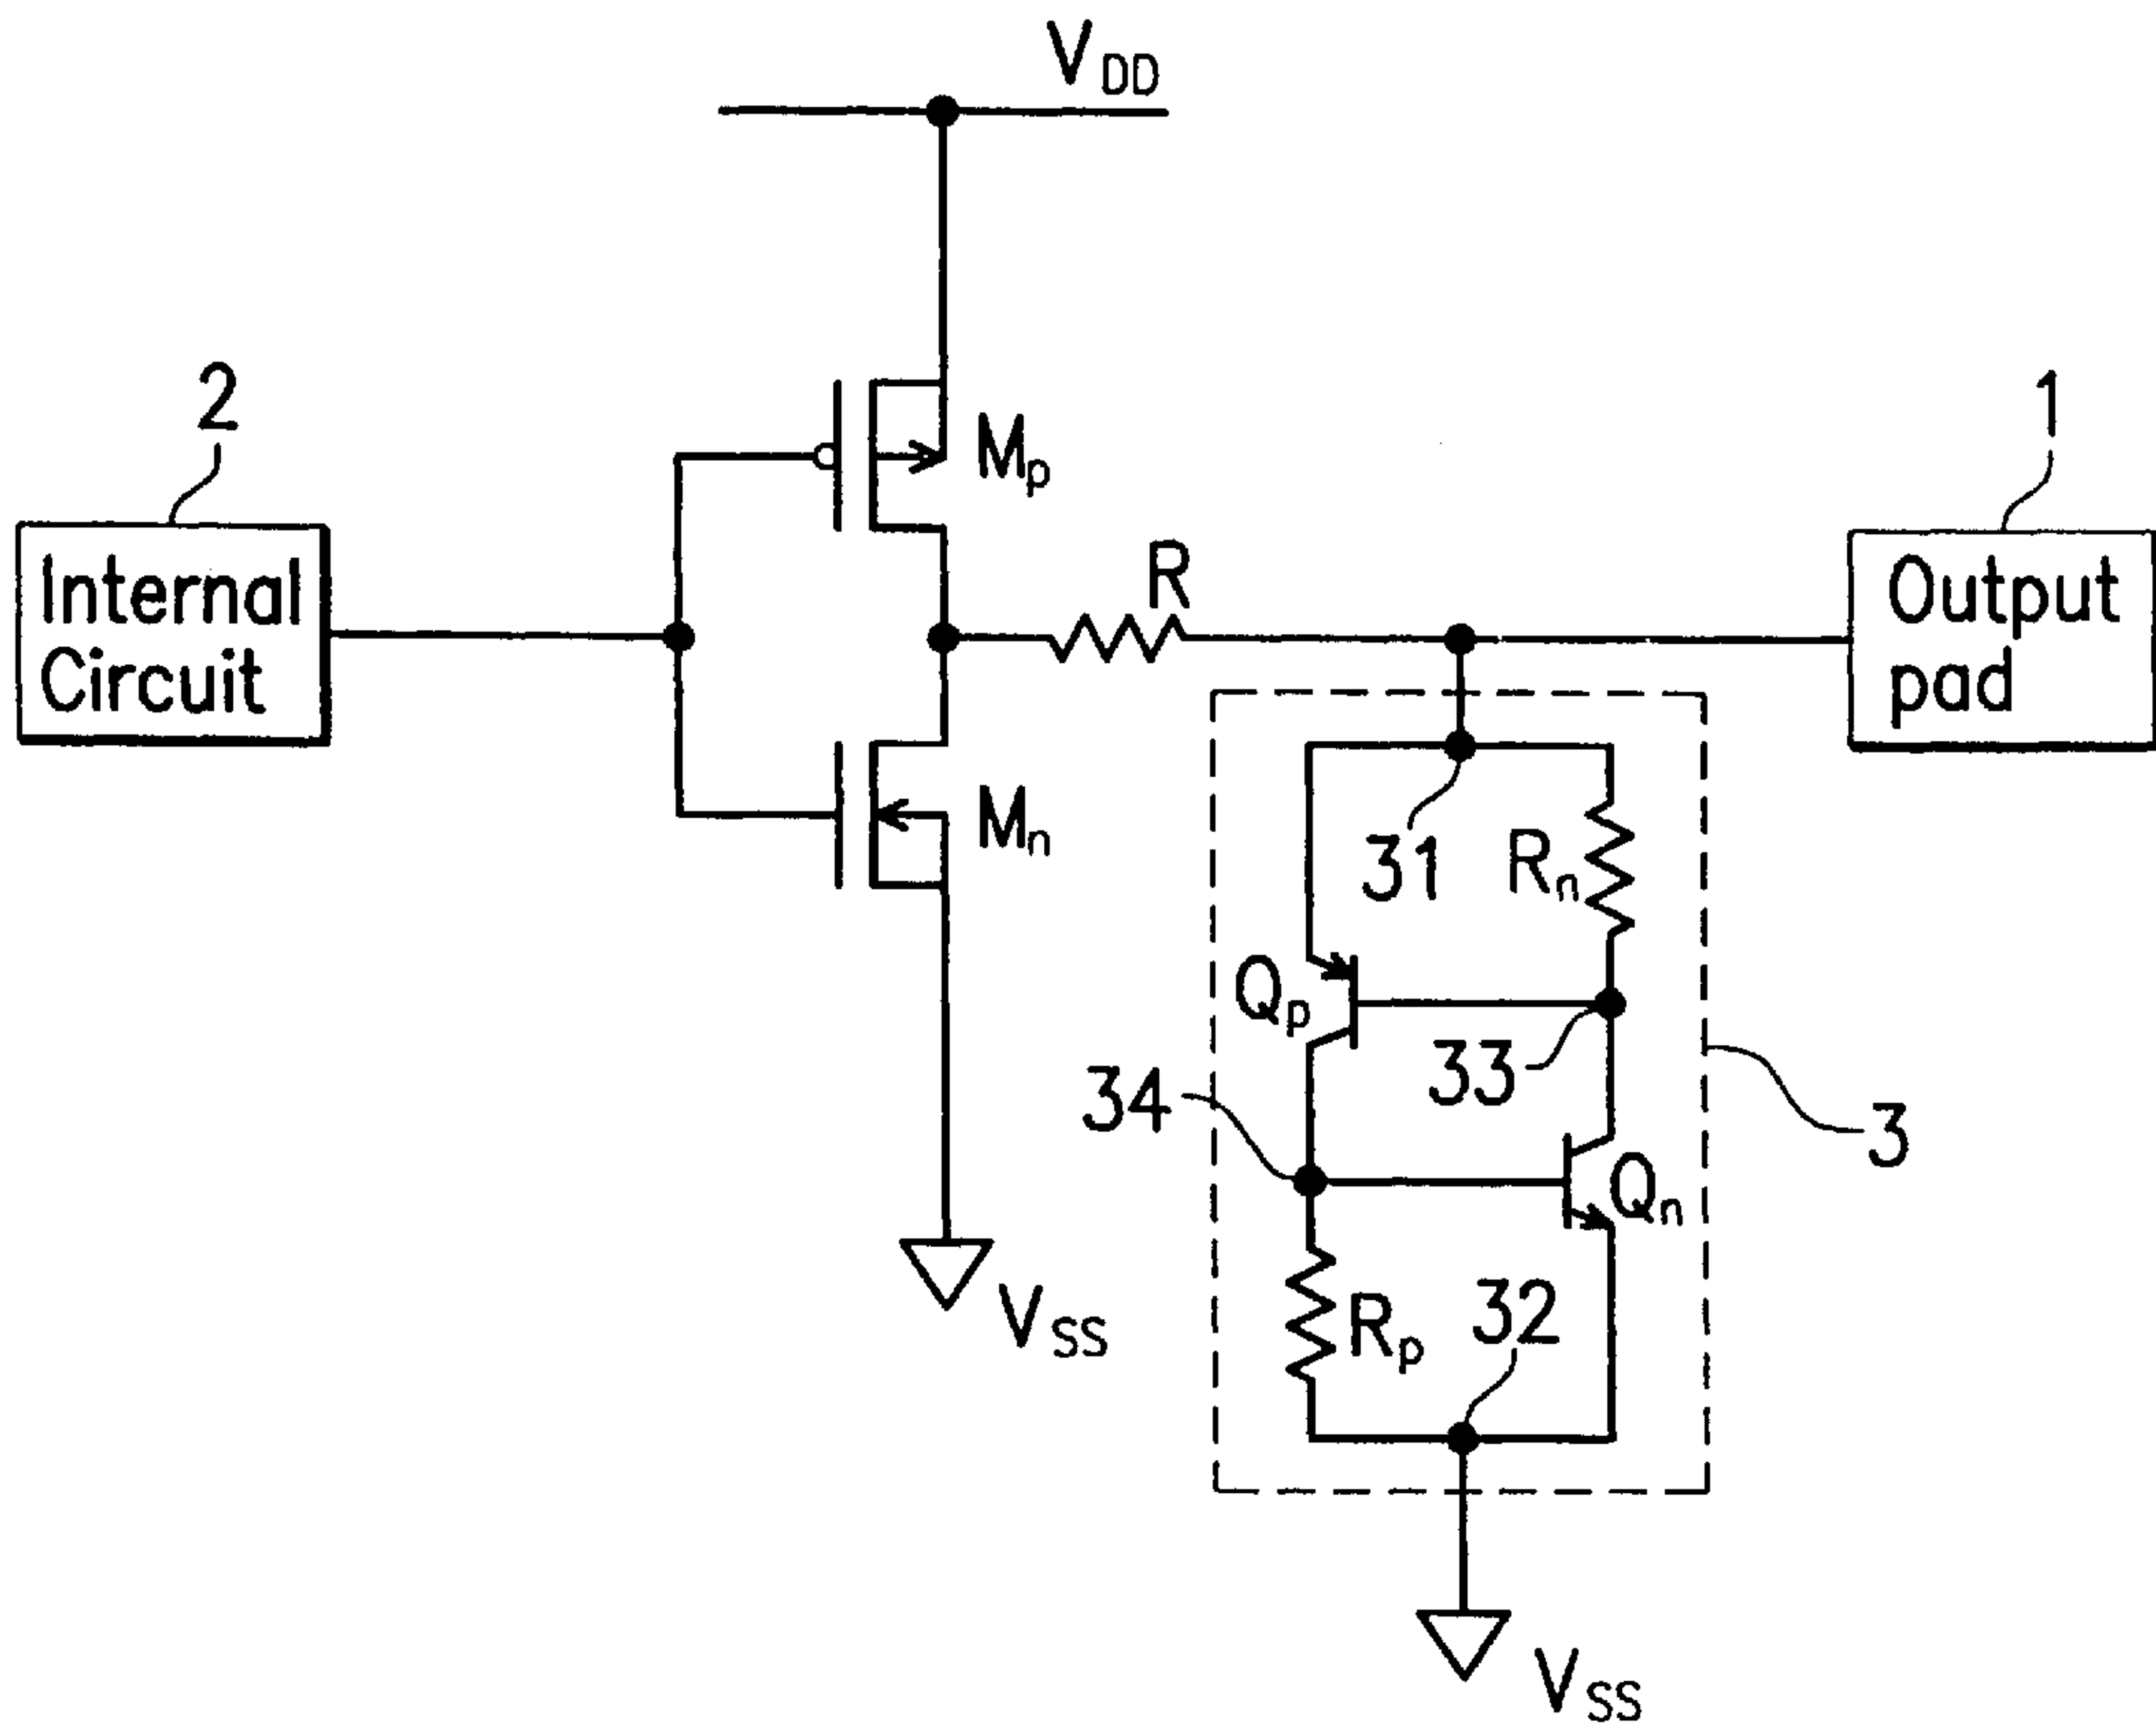 VDD
2
Mp
1
Internal
Circuit
R
Output
pad
Mn
31
Rn
Qp
33
34
3
Qn
32
Rp
VSS
VSS